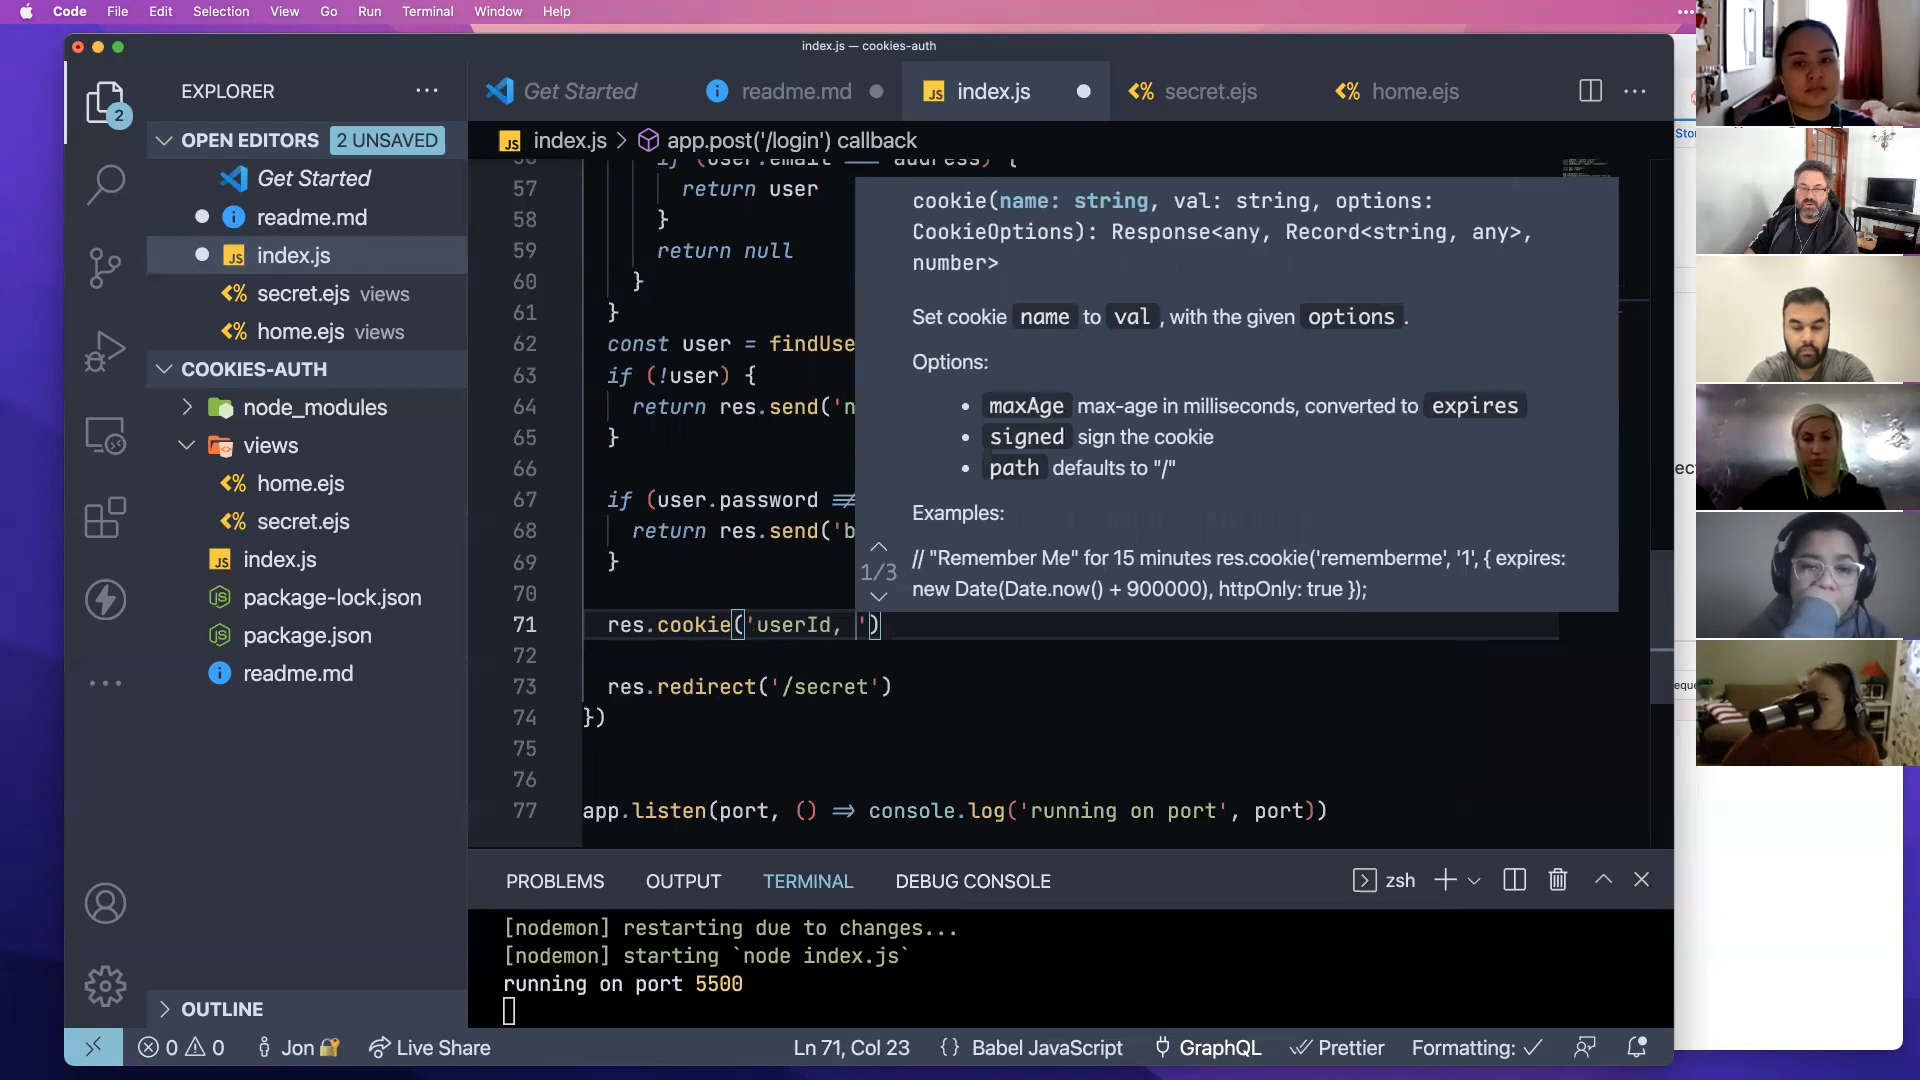 Code File Edit Selection View Go Run Terminal Window Help
index.js — cookies-auth
EXPLORER
Get Started
readme.md
index.js
secret.ejs
home.ejs
2
OPEN EDITORS 2 UNSAVED
index.js > app.post('/login') callback
Get Started
readme.md
index.js
secret.ejs views
home.ejs views
COOKIES-AUTH
node_modules
views
home.ejs
secret.ejs
index.js
package-lock.json
package.json
readme.md
OUTLINE
56 if (user.email === address) {
57 return user
58 }
59 return null
60 }
61 }
62 const user = findUse
63 if (!user) {
64 return res.send('n
65 }
66
67 if (user.password !==
68 return res.send('b
69 }
70
71 res.cookie('userId, ')
72
73 res.redirect('/secret')
74 })
75
76
77 app.listen(port, () => console.log('running on port', port))
cookie(name: string, val: string, options:
CookieOptions): Response<any, Record<string, any>,
number>
Set cookie name to val , with the given options .
Options:
• maxAge max-age in milliseconds, converted to expires
• signed sign the cookie
• path defaults to "/"
Examples:
1/3
// "Remember Me" for 15 minutes res.cookie('rememberme', '1', { expires:
new Date(Date.now() + 900000), httpOnly: true });
PROBLEMS OUTPUT TERMINAL DEBUG CONSOLE
zsh
[nodemon] restarting due to changes...
[nodemon] starting `node index.js`
running on port 5500
0 0 Jon Live Share
Ln 71, Col 23 {} Babel JavaScript GraphQL Prettier Formatting: ✓